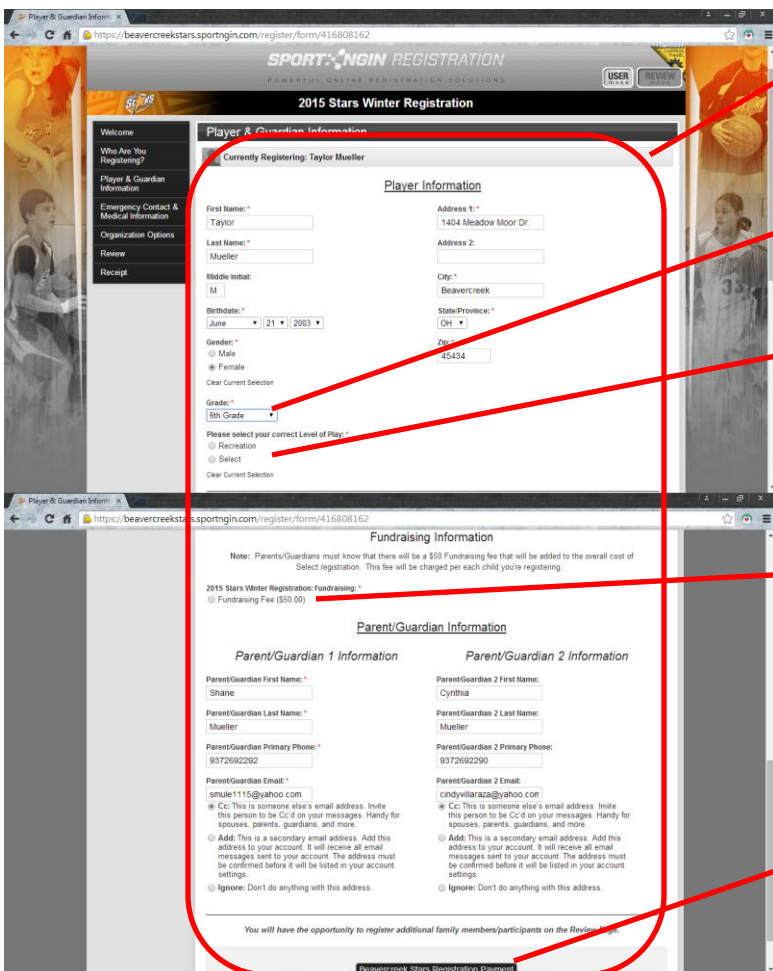 Player & Guardian Inform
https://beavercreekstars.sportngin.com/register/form/416808162
SPORT NGIN REGISTRATION
POWERFUL ONLINE REGISTRATION SOLUTIONS
USER
MODE
REVIEW
MODE
2015 Stars Winter Registration
Welcome
Who Are You
Registering?
Player & Guardian
Information
Emergency Contact &
Medical Information
Organization Options
Review
Receipt
Player & Guardian Information
Currently Registering: Taylor Mueller
Player Information
First Name: *
Taylor
Last Name: *
Mueller
Middle Initial:
M
Birthdate: *
June 21 2003
Gender: *
Male
Female
Clear Current Selection
Grade: *
6th Grade
Please select your correct Level of Play: *
Recreation
Select
Clear Current Selection
Address 1: *
1404 Meadow Moor Dr.
Address 2:
City: *
Beavercreek
State/Province: *
OH
Zip: *
45434
33
Player & Guardian Inform
https://beavercreekstars.sportngin.com/register/form/416808162
Fundraising Information
Note: Parents/Guardians must know that there will be a $50 Fundraising fee that will be added to the overall cost of
Select registration. This fee will be charged per each child you're registering.
2015 Stars Winter Registration: Fundraising: *
Fundraising Fee ($50.00)
Parent/Guardian Information
Parent/Guardian 1 Information
Parent/Guardian First Name: *
Shane
Parent/Guardian Last Name: *
Mueller
Parent/Guardian Primary Phone: *
9372692292
Parent/Guardian Email: *
smule1115@yahoo.com
Cc: This is someone else's email address. Invite
this person to be Cc'd on your messages. Handy for
spouses, parents, guardians, and more.
Add: This is a secondary email address. Add this
address to your account. It will receive all email
messages sent to your account. The address must
be confirmed before it will be listed in your account
settings.
Ignore: Don't do anything with this address.
Parent/Guardian 2 Information
Parent/Guardian 2 First Name:
Cynthia
Parent/Guardian 2 Last Name:
Mueller
Parent/Guardian 2 Primary Phone:
9372692290
Parent/Guardian 2 Email:
cindyvillaraza@yahoo.com
Cc: This is someone else's email address. Invite
this person to be Cc'd on your messages. Handy for
spouses, parents, guardians, and more.
Add: This is a secondary email address. Add this
address to your account. It will receive all email
messages sent to your account. The address must
be confirmed before it will be listed in your account
settings.
Ignore: Don't do anything with this address.
You will have the opportunity to register additional family members/participants on the Review Page.
Beavercreek Stars Registration Payment